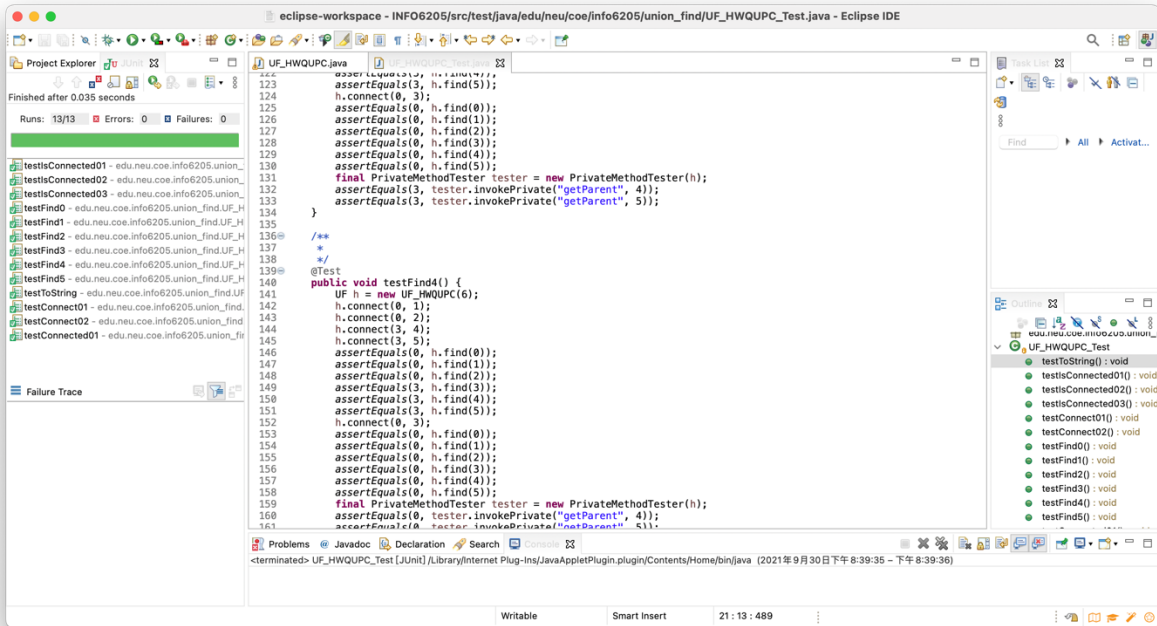 eclipse-workspace - INFO6205/src/test/java/edu/neu/coe/info6205/union_find/UF_HWQUPC_Test.java - Eclipse IDE
Project Explorer
JUnit
Finished after 0.035 seconds
Runs: 13/13 Errors: 0 Failures: 0
testIsConnected01 - edu.neu.coe.info6205.union_
testIsConnected02 - edu.neu.coe.info6205.union_
testIsConnected03 - edu.neu.coe.info6205.union_
testFind0 - edu.neu.coe.info6205.union_find.UF_H
testFind1 - edu.neu.coe.info6205.union_find.UF_H
testFind2 - edu.neu.coe.info6205.union_find.UF_H
testFind3 - edu.neu.coe.info6205.union_find.UF_H
testFind4 - edu.neu.coe.info6205.union_find.UF_H
testFind5 - edu.neu.coe.info6205.union_find.UF_H
testToString - edu.neu.coe.info6205.union_find.UF
testConnect01 - edu.neu.coe.info6205.union_find.
testConnect02 - edu.neu.coe.info6205.union_find.
testConnected01 - edu.neu.coe.info6205.union_fin
Failure Trace
UF_HWQUPC.java
UF_HWQUPC_Test.java
122 assertEquals(3, h.find(4));
123 assertEquals(3, h.find(5));
124 h.connect(0, 3);
125 assertEquals(0, h.find(0));
126 assertEquals(0, h.find(1));
127 assertEquals(0, h.find(2));
128 assertEquals(0, h.find(3));
129 assertEquals(0, h.find(4));
130 assertEquals(0, h.find(5));
131 final PrivateMethodTester tester = new PrivateMethodTester(h);
132 assertEquals(3, tester.invokePrivate("getParent", 4));
133 assertEquals(3, tester.invokePrivate("getParent", 5));
134 }
135
136 /**
137 *
138 */
139 @Test
140 public void testFind4() {
141 UF h = new UF_HWQUPC(6);
142 h.connect(0, 1);
143 h.connect(0, 2);
144 h.connect(3, 4);
145 h.connect(3, 5);
146 assertEquals(0, h.find(0));
147 assertEquals(0, h.find(1));
148 assertEquals(0, h.find(2));
149 assertEquals(3, h.find(3));
150 assertEquals(3, h.find(4));
151 assertEquals(3, h.find(5));
152 h.connect(0, 3);
153 assertEquals(0, h.find(0));
154 assertEquals(0, h.find(1));
155 assertEquals(0, h.find(2));
156 assertEquals(0, h.find(3));
157 assertEquals(0, h.find(4));
158 assertEquals(0, h.find(5));
159 final PrivateMethodTester tester = new PrivateMethodTester(h);
160 assertEquals(0, tester.invokePrivate("getParent", 4));
161 assertEquals(0, tester.invokePrivate("getParent", 5));
Task List
Find All Activat...
Outline
edu.neu.coe.info6205.union_
UF_HWQUPC_Test
testToString() : void
testIsConnected01() : void
testIsConnected02() : void
testIsConnected03() : void
testConnect01() : void
testConnect02() : void
testFind0() : void
testFind1() : void
testFind2() : void
testFind3() : void
testFind4() : void
testFind5() : void
Problems @ Javadoc Declaration Search Console
<terminated> UF_HWQUPC_Test [JUnit] /Library/Internet Plug-Ins/JavaAppletPlugin.plugin/Contents/Home/bin/java (2021年9月30日下午8:39:35 – 下午8:39:36)
Writable Smart Insert 21 : 13 : 489